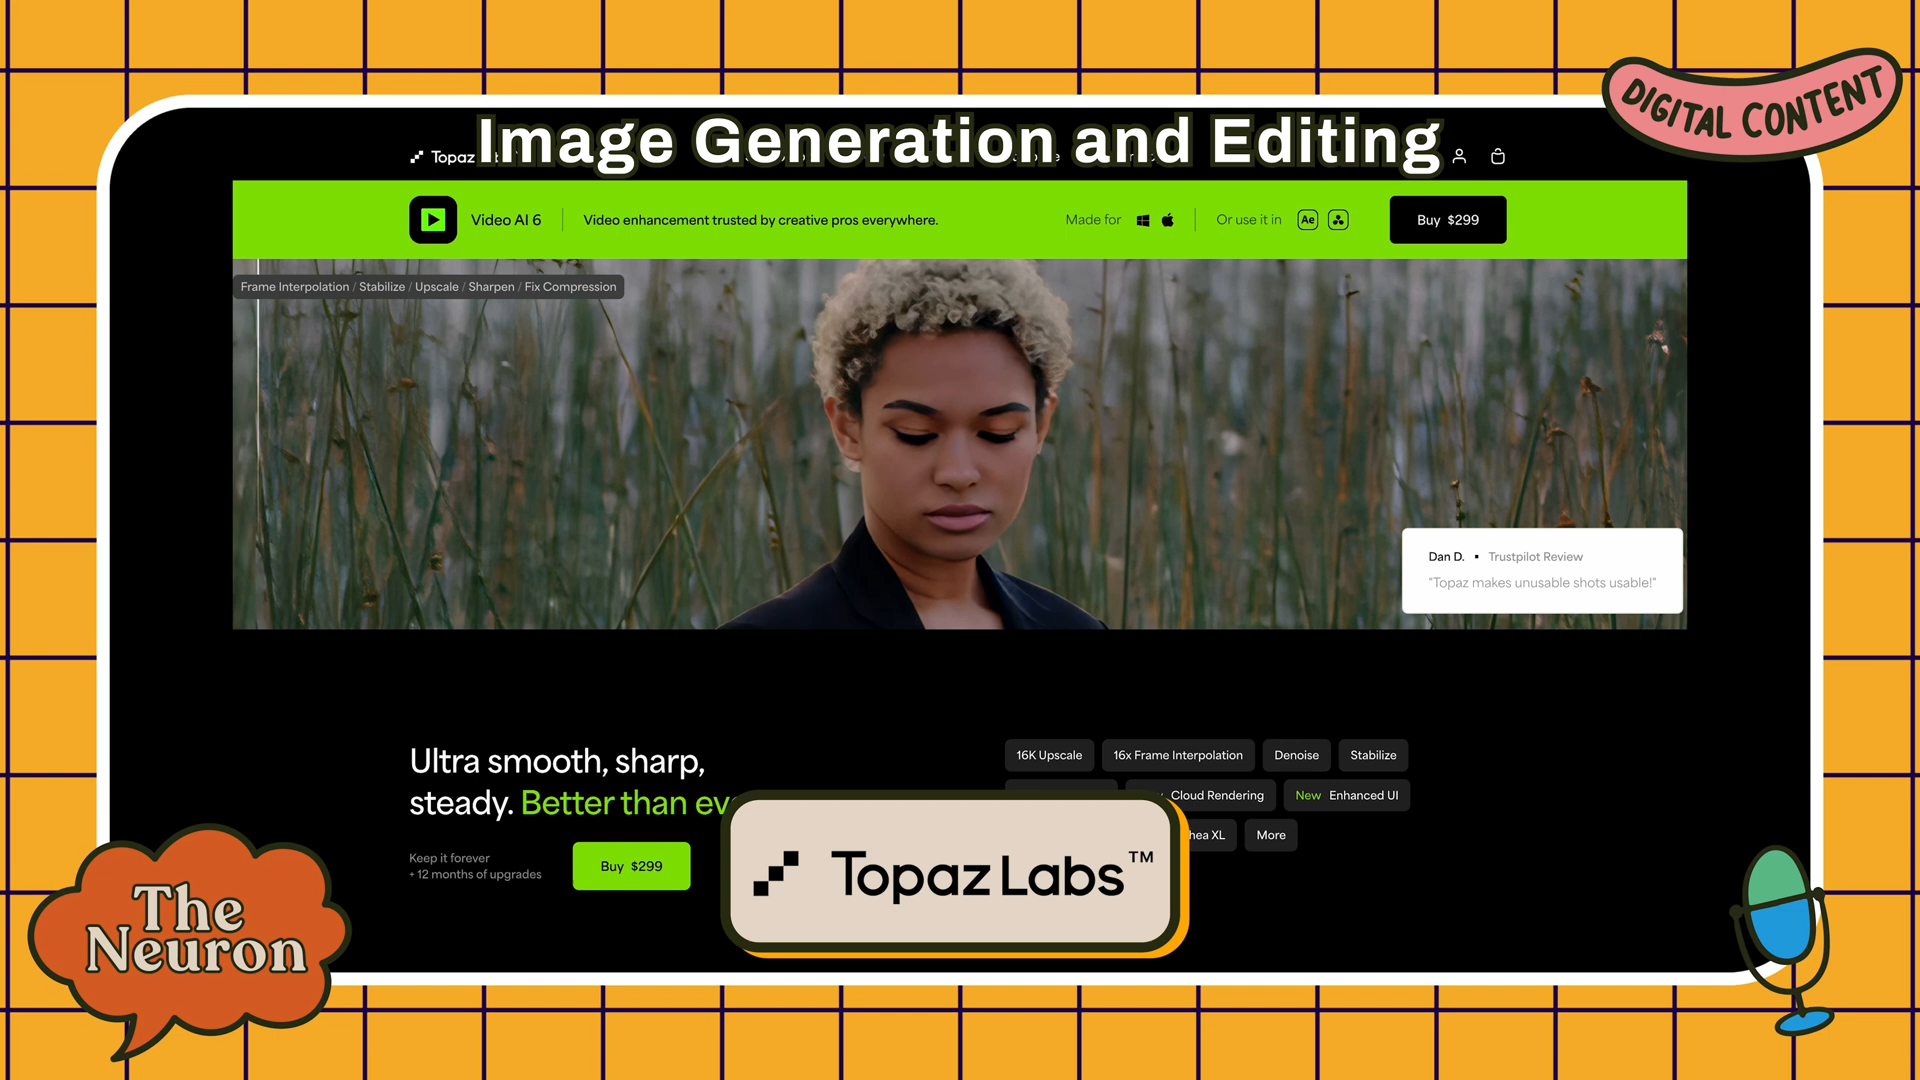 Image Generation and Editing
DIGITAL CONTENT
Topaz
Video AI 6
Video enhancement trusted by creative pros everywhere.
Made for
Or use it in
Ae
Buy $299
Frame Interpolation / Stabilize / Upscale / Sharpen / Fix Compression
Dan D. ▪ Trustpilot Review
"Topaz makes unusable shots usable!"
Ultra smooth, sharp,
steady. Better than
Keep it forever
+ 12 months of upgrades
Buy $299
16K Upscale
16x Frame Interpolation
Denoise
Stabilize
Cloud Rendering
New Enhanced UI
XL
More
Topaz Labs™
The
Neuron